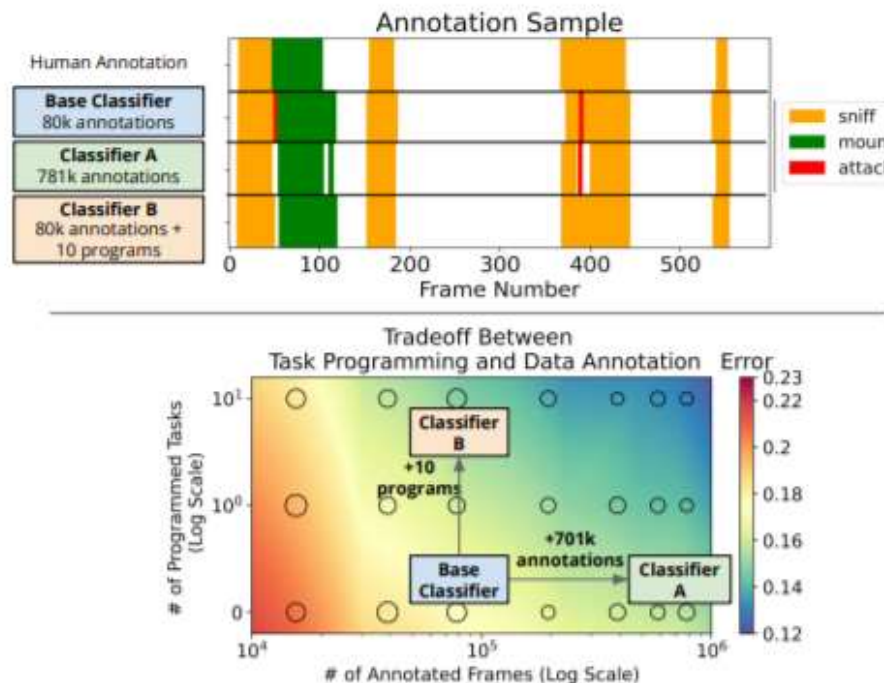 Annotation Sample
Human Annotation
Base Classifier
80k annotations
Classifier A
781k annotations
Classifier B
80k annotations +
10 programs
sniff
moun
attack
0 100 200 300 400 500
Frame Number
Tradeoff Between
Task Programming and Data Annotation Error
# of Programmed Tasks
(Log Scale)
10¹
10⁰
0
Classifier
B
+10
programs
+701k
annotations
Base
Classifier
Classifier
A
10⁴ 10⁵ 10⁶
# of Annotated Frames (Log Scale)
0.23
0.22
0.2
0.18
0.16
0.14
0.12